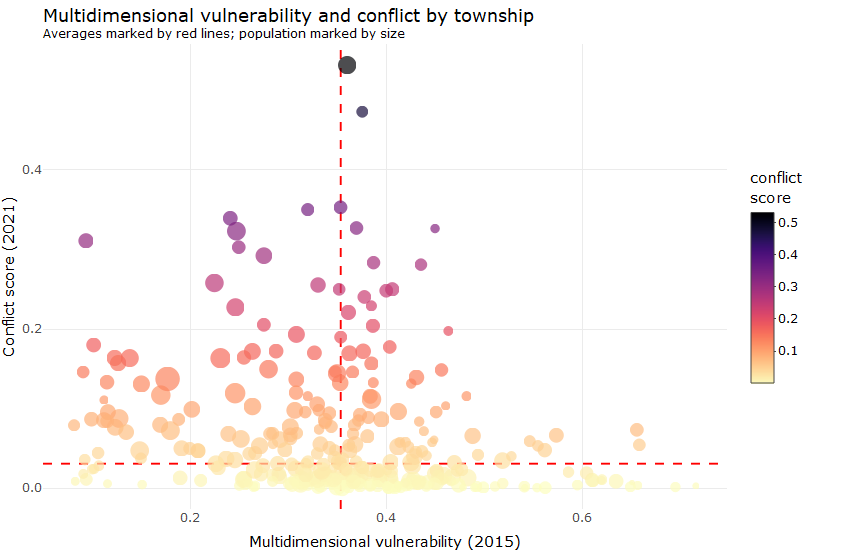 Multidimensional vulnerability and conflict by township
Averages marked by red lines; population marked by size
conflict
score
0.5
0.4
0.3
0.2
0.1
0.4
0.2
0.0
Conflict score (2021)
0.2
0.4
0.6
Multidimensional vulnerability (2015)